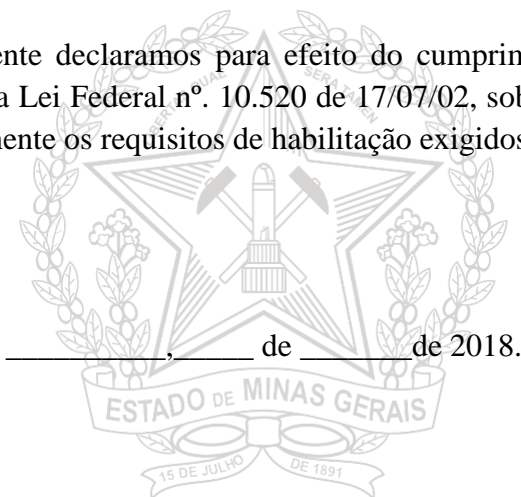 ente declaramos para efeito do cumprim
a Lei Federal nº. 10.520 de 17/07/02, sob
nente os requisitos de habilitação exigidos
__________,_____ de _______de 2018.
ESTADO DE MINAS GERAIS
15 DE JULHO DE 1891